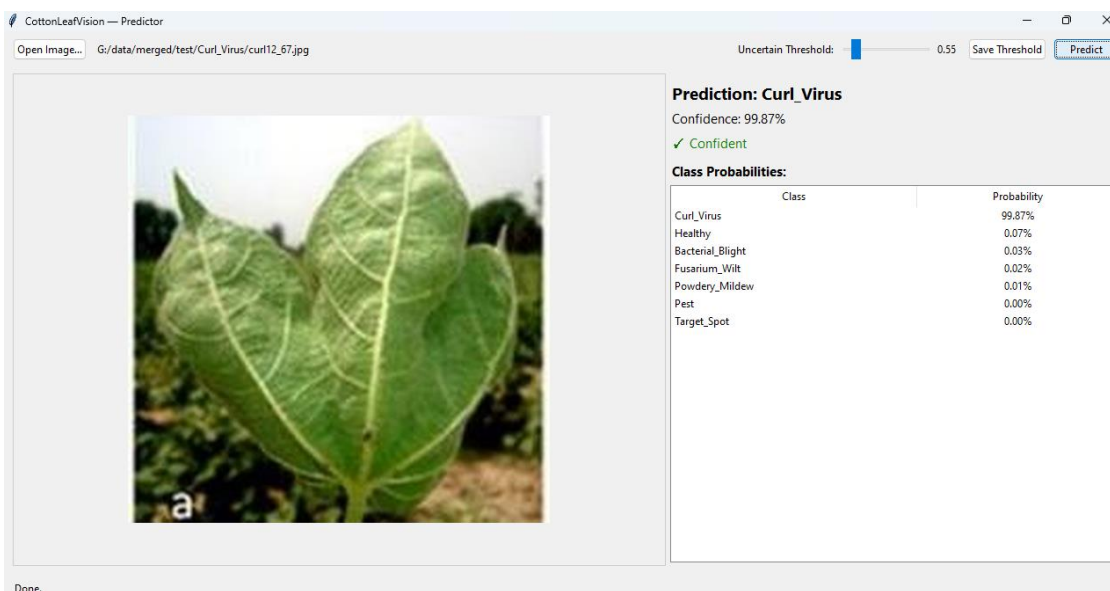 CottonLeafVision — Predictor
Open Image... G:/data/merged/test/Curl_Virus/curl12_67.jpg Uncertain Threshold: 0.55 Save Threshold Predict
Prediction: Curl_Virus
Confidence: 99.87%
✓ Confident
Class Probabilities:
Class Probability
Curl_Virus 99.87%
Healthy 0.07%
Bacterial_Blight 0.03%
Fusarium_Wilt 0.02%
Powdery_Mildew 0.01%
Pest 0.00%
Target_Spot 0.00%
a
Done.